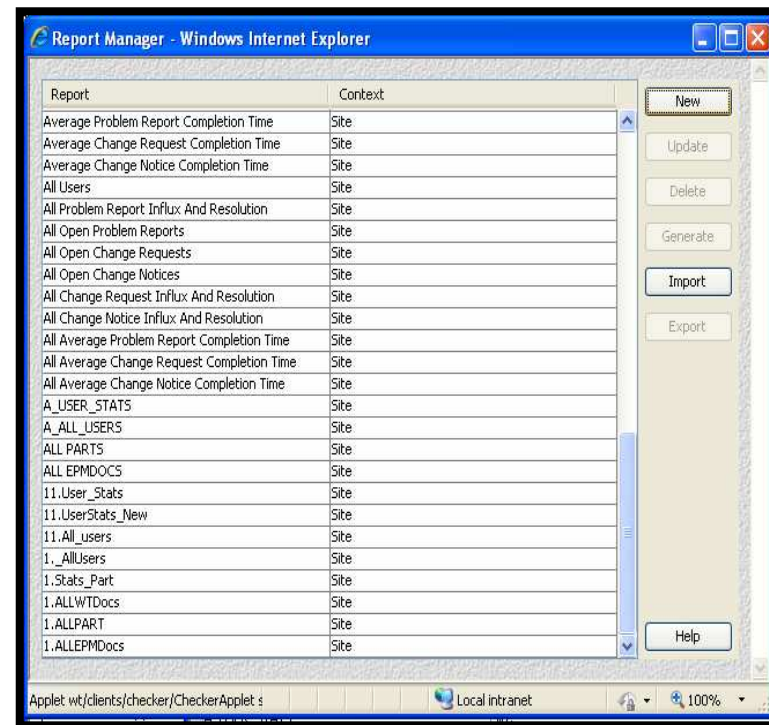 Report Manager - Windows Internet Explorer
Report Context
New
Average Problem Report Completion Time Site
Average Change Request Completion Time Site
Update
Average Change Notice Completion Time Site
All Users Site
Delete
All Problem Report Influx And Resolution Site
All Open Problem Reports Site
Generate
All Open Change Requests Site
All Open Change Notices Site
Import
All Change Request Influx And Resolution Site
All Change Notice Influx And Resolution Site
Export
All Average Problem Report Completion Time Site
All Average Change Request Completion Time Site
All Average Change Notice Completion Time Site
A_USER_STATS Site
A_ALL_USERS Site
ALL PARTS Site
ALL EPMDOCS Site
11.User_Stats Site
11.UserStats_New Site
11.All_users Site
1._AllUsers Site
1.Stats_Part Site
1.ALLWTDocs Site
1.ALLPART Site
Help
1.ALLEPMDocs Site
Applet wt/clients/checker/CheckerApplet s Local intranet 100%